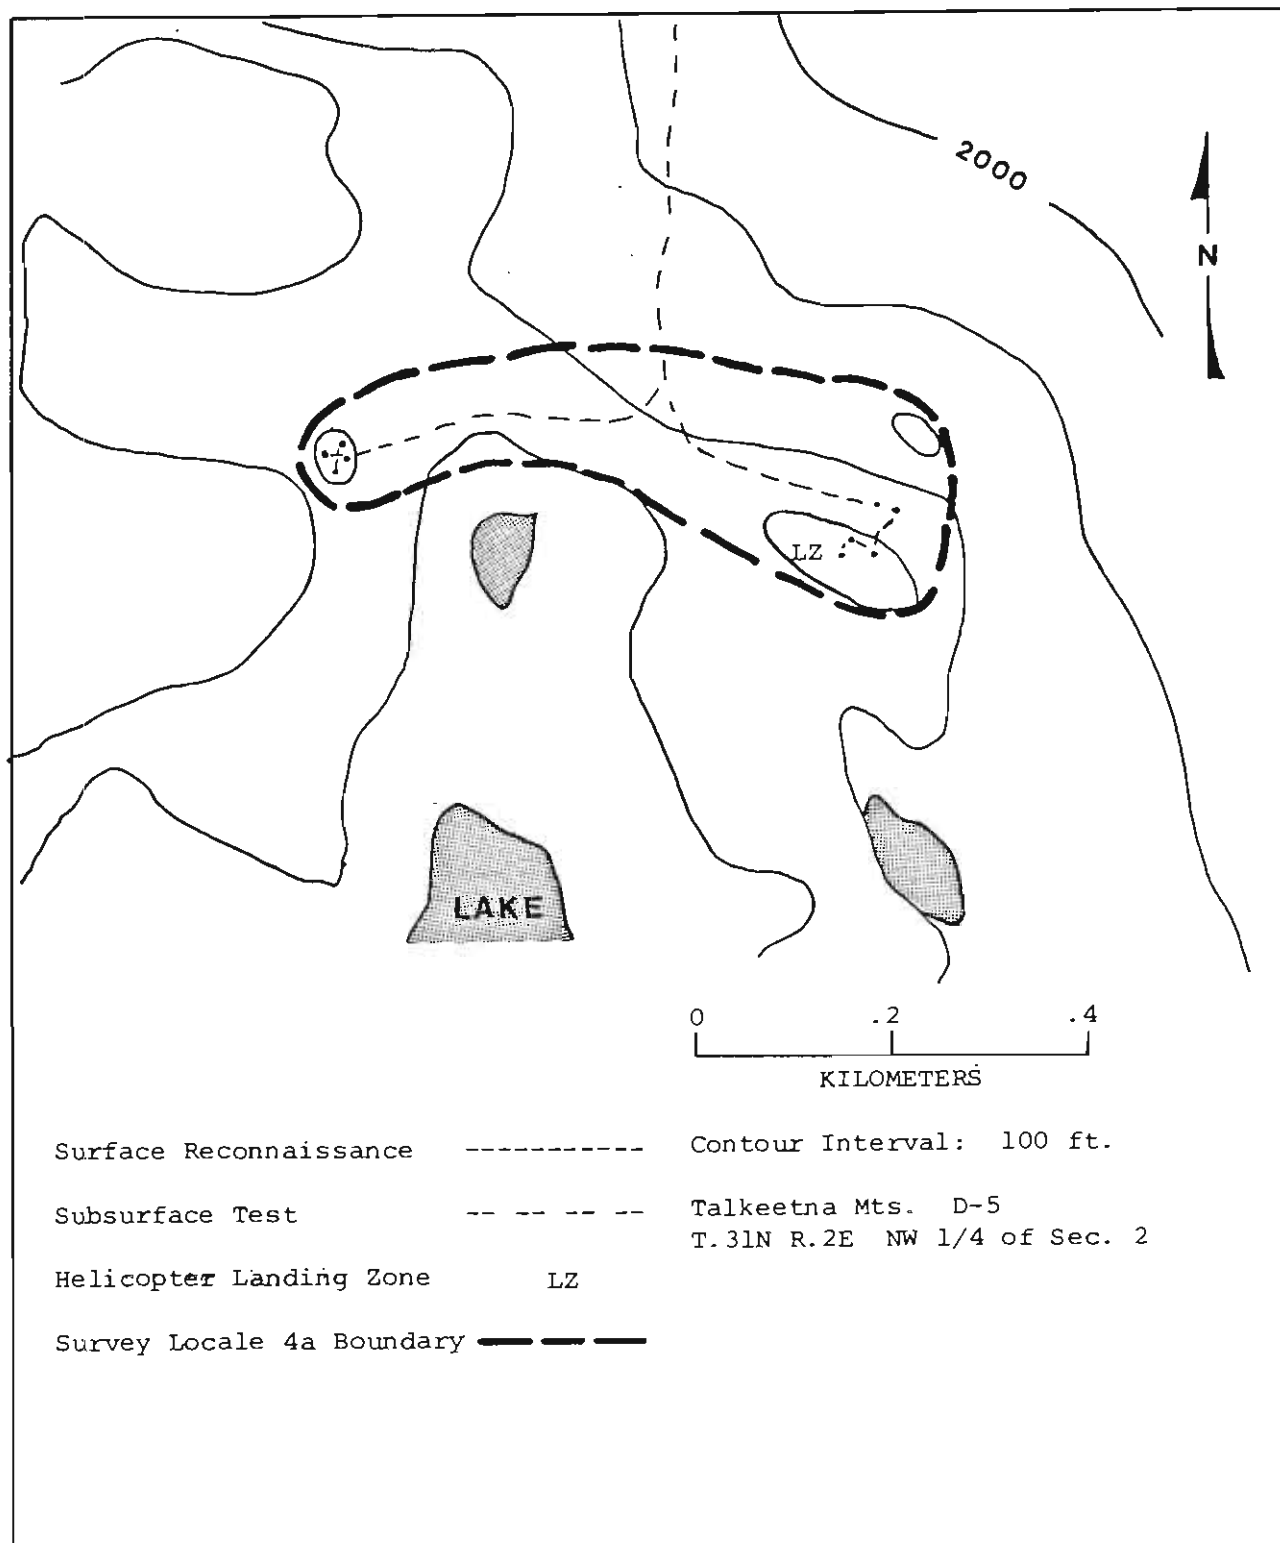 2000
N
LZ
LAKE
0 .2 .4
KILOMETERS
Surface Reconnaissance
Contour Interval: 100 ft.
Subsurface Test
Talkeetna Mts. D-5
T.31N R.2E NW 1/4 of Sec. 2
Helicopter Landing Zone LZ
Survey Locale 4a Boundary